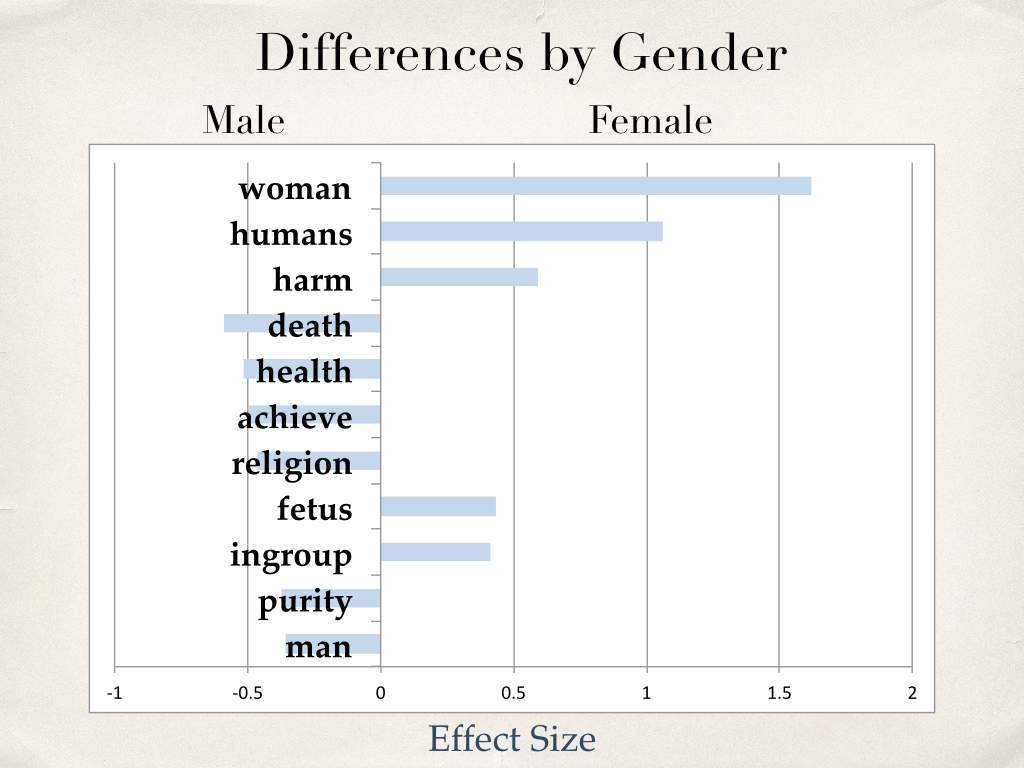 Differences by Gender
Male Female
woman
humans
harm
death
health
achieve
religion
fetus
ingroup
purity
man
-1 -0.5 0 0.5 1 1.5 2
Effect Size